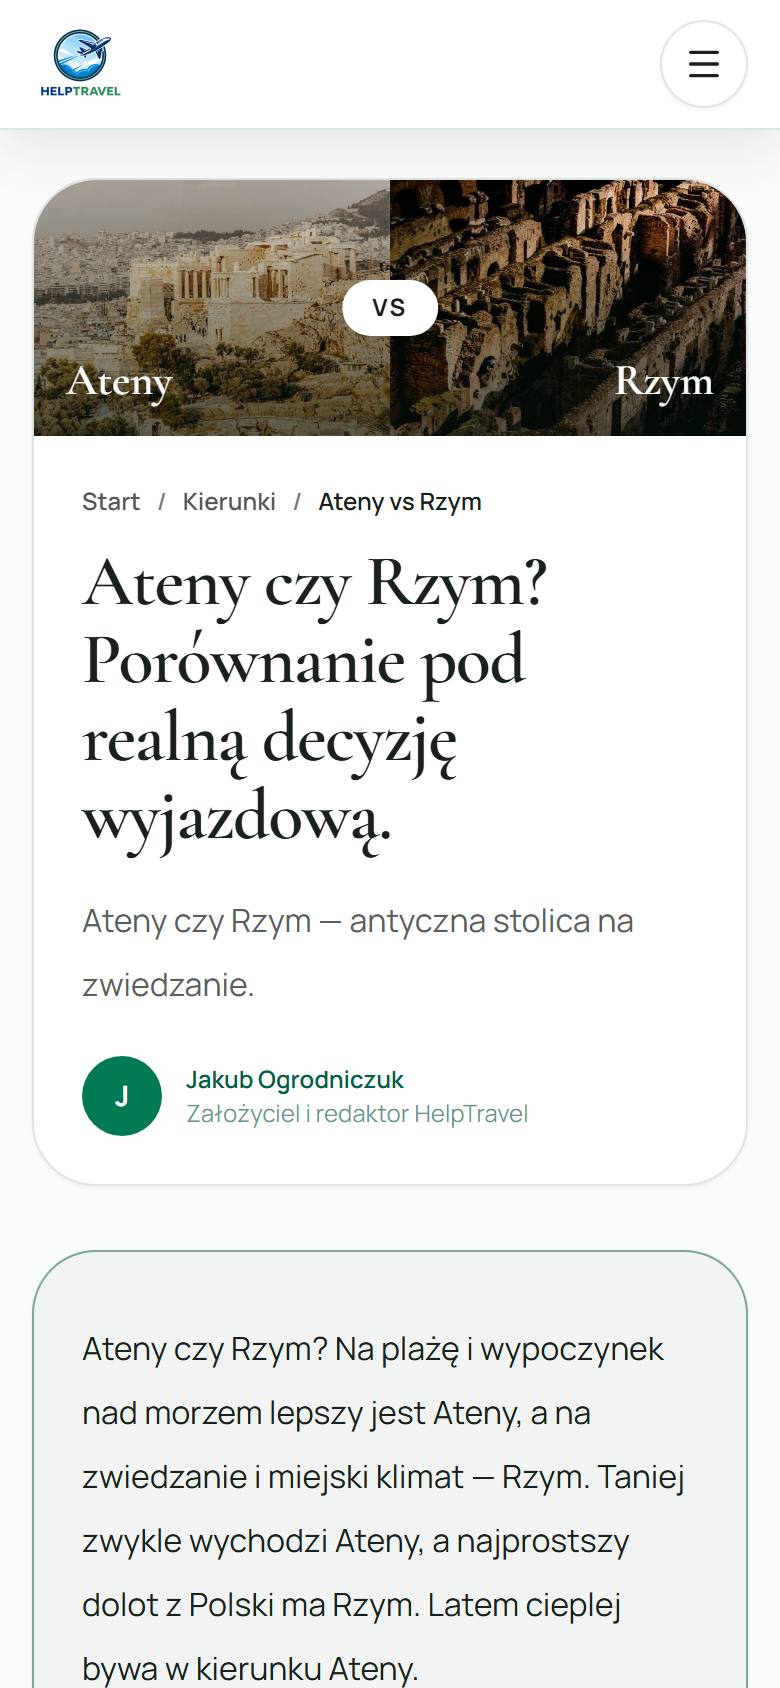 HELPTRAVEL
VS
Ateny
Rzym
Start / Kierunki / Ateny vs Rzym
Ateny czy Rzym?
Porównanie pod
realną decyzję
wyjazdową.
Ateny czy Rzym — antyczna stolica na
zwiedzanie.
J
Jakub Ogrodniczuk
Założyciel i redaktor HelpTravel
Ateny czy Rzym? Na plażę i wypoczynek
nad morzem lepszy jest Ateny, a na
zwiedzanie i miejski klimat — Rzym. Taniej
zwykle wychodzi Ateny, a najprostszy
dolot z Polski ma Rzym. Latem cieplej
bywa w kierunku Ateny.